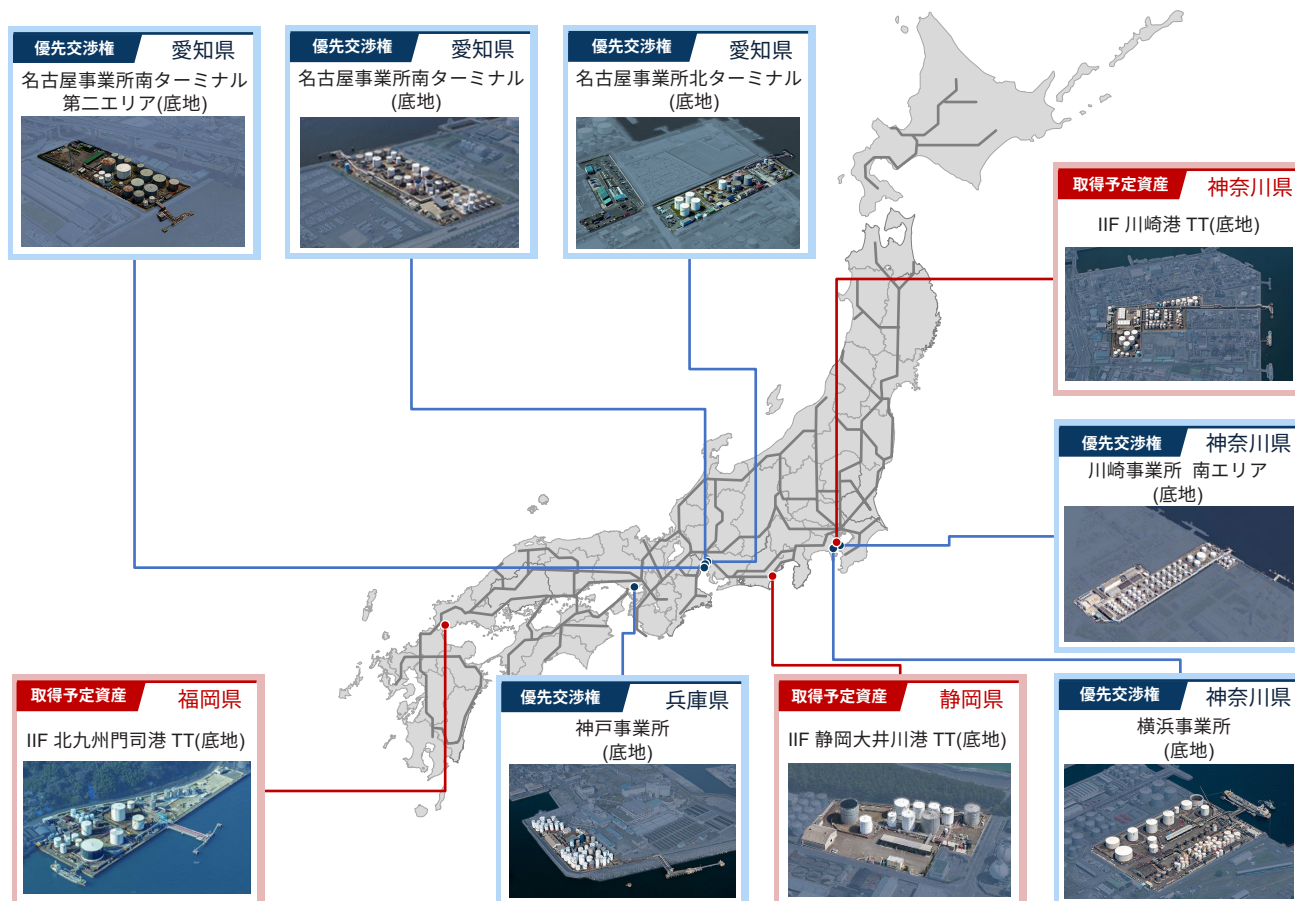 優先交渉権 愛知県
名古屋事業所南ターミナル
第二エリア(底地)
優先交渉権 愛知県
名古屋事業所南ターミナル
(底地)
優先交渉権 愛知県
名古屋事業所北ターミナル
(底地)
取得予定資産 神奈川県
IIF 川崎港 TT(底地)
優先交渉権 神奈川県
川崎事業所 南エリア
(底地)
取得予定資産 福岡県
IIF 北九州門司港 TT(底地)
優先交渉権 兵庫県
神戸事業所
(底地)
取得予定資産 静岡県
IIF 静岡大井川港 TT(底地)
優先交渉権 神奈川県
横浜事業所
(底地)